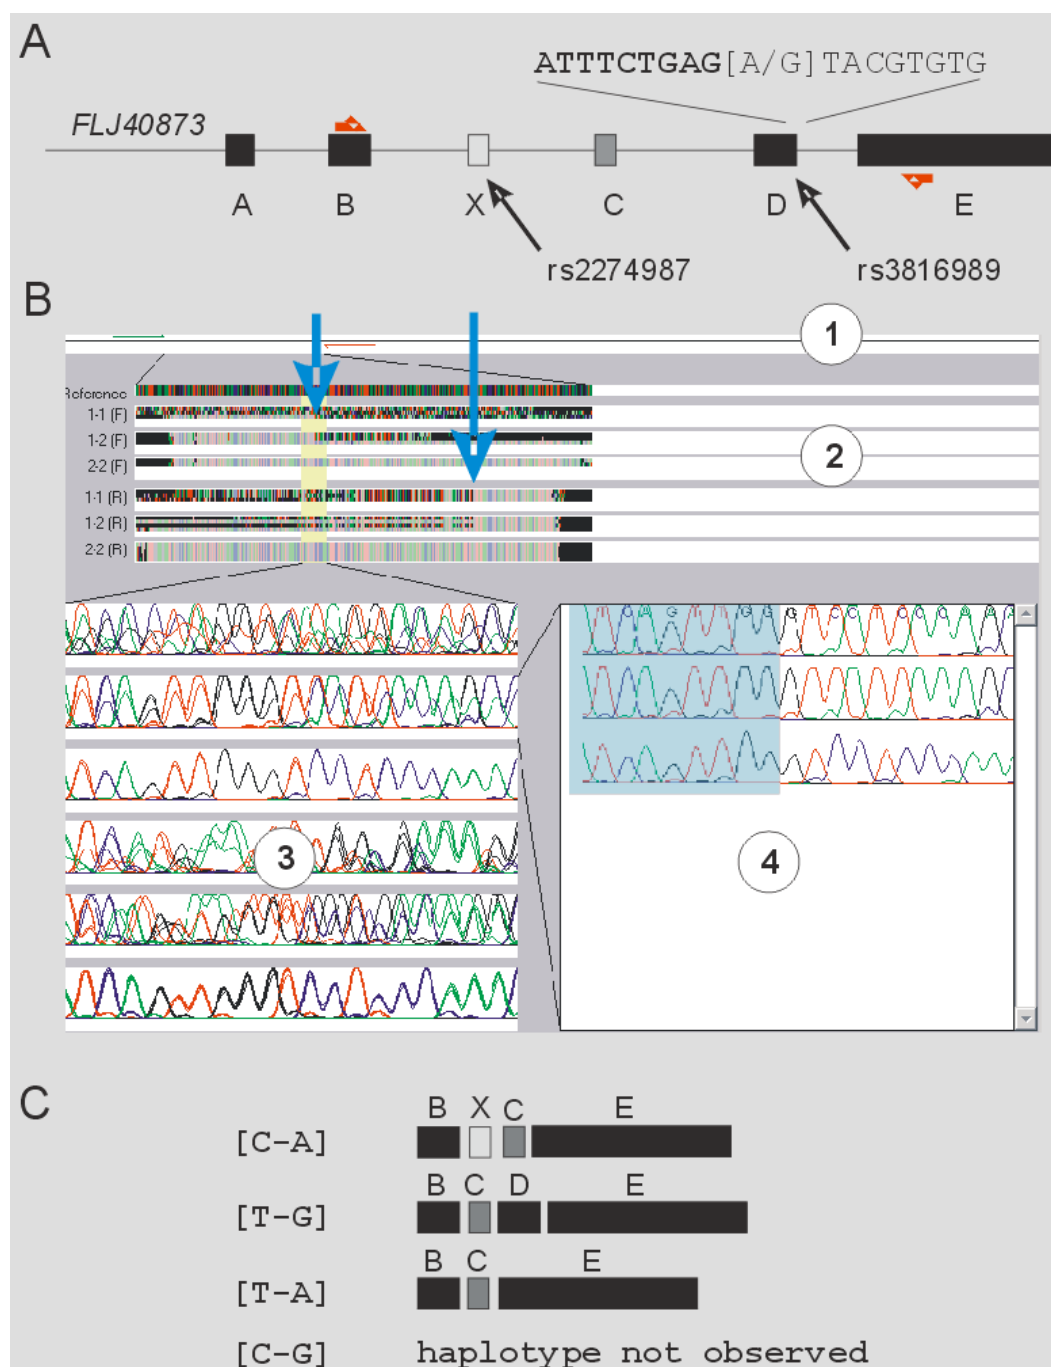 A
ATTTCTGAG[A/G]TACGTGTG
FLJ40873
A B X C D E
rs2274987 rs3816989
B
1
Reference
1-1 (F)
1-2 (F)
2-2 (F)
2
1-1 (R)
1-2 (R)
2-2 (R)
3
4
C
B X C E
[C-A]
B C D E
[T-G]
B C E
[T-A]
[C-G] haplotype not observed